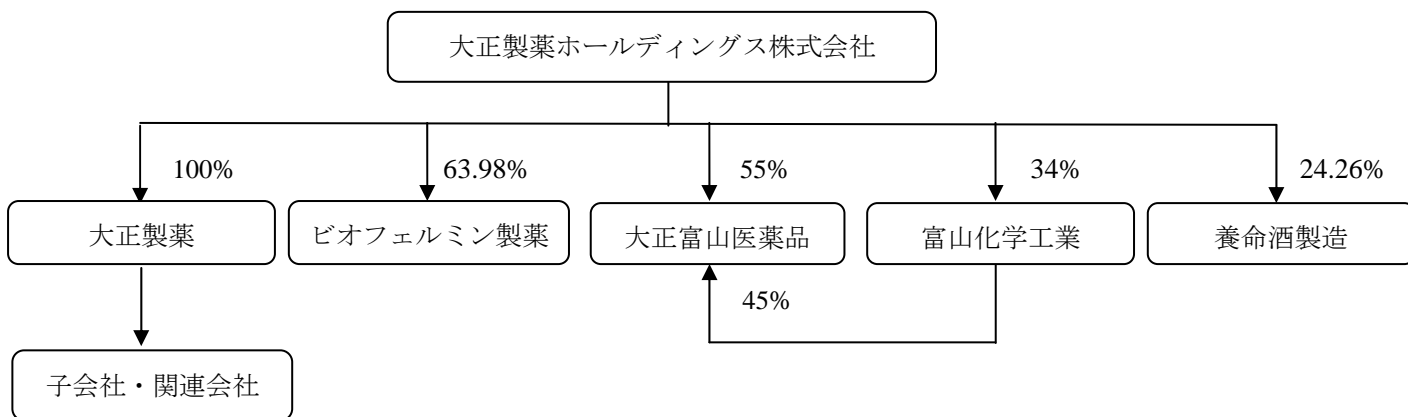 大正製薬ホールディングス株式会社
100%
63.98%
55%
34%
24.26%
大正製薬
ビオフェルミン製薬
大正富山医薬品
富山化学工業
養命酒製造
45%
子会社・関連会社